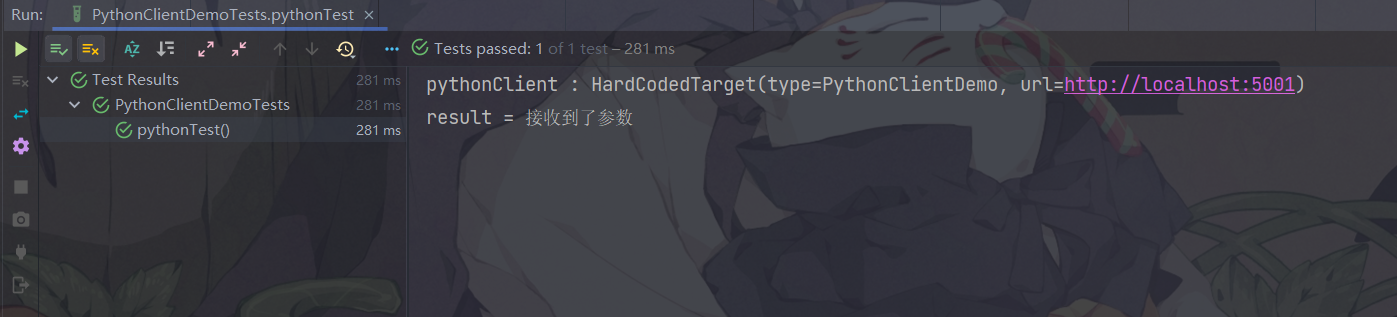 Run: PythonClientDemoTests.pythonTest
Tests passed: 1 of 1 test – 281 ms
Test Results 281 ms
PythonClientDemoTests 281 ms
pythonTest() 281 ms
pythonClient : HardCodedTarget(type=PythonClientDemo, url=http://localhost:5001)
result = 接收到了参数